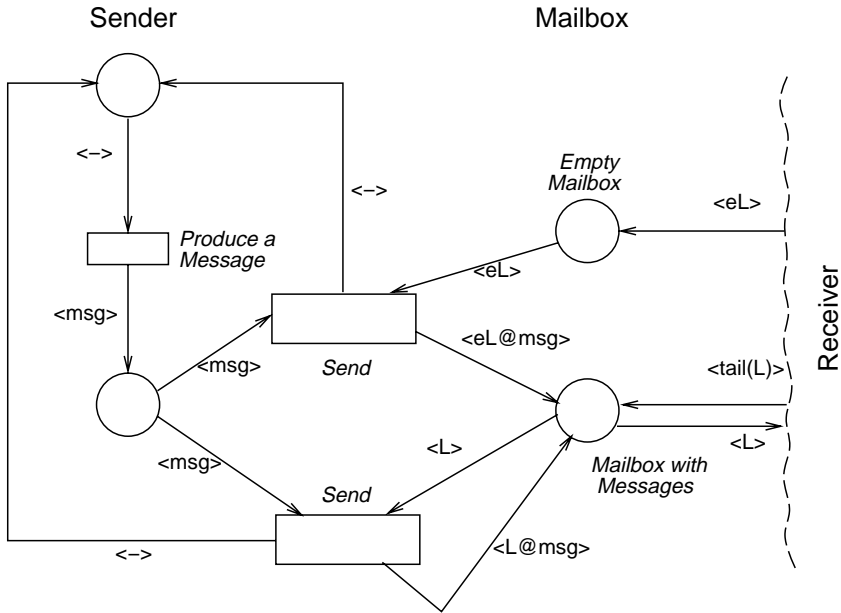 Sender
Mailbox
<–>
<–>
Empty
Mailbox
<eL>
Produce a
Message
<eL>
<msg>
<eL@msg>
<msg>
Send
Receiver
<tail(L)>
<L>
<L>
<msg>
Mailbox with
Messages
Send
<–>
<L@msg>